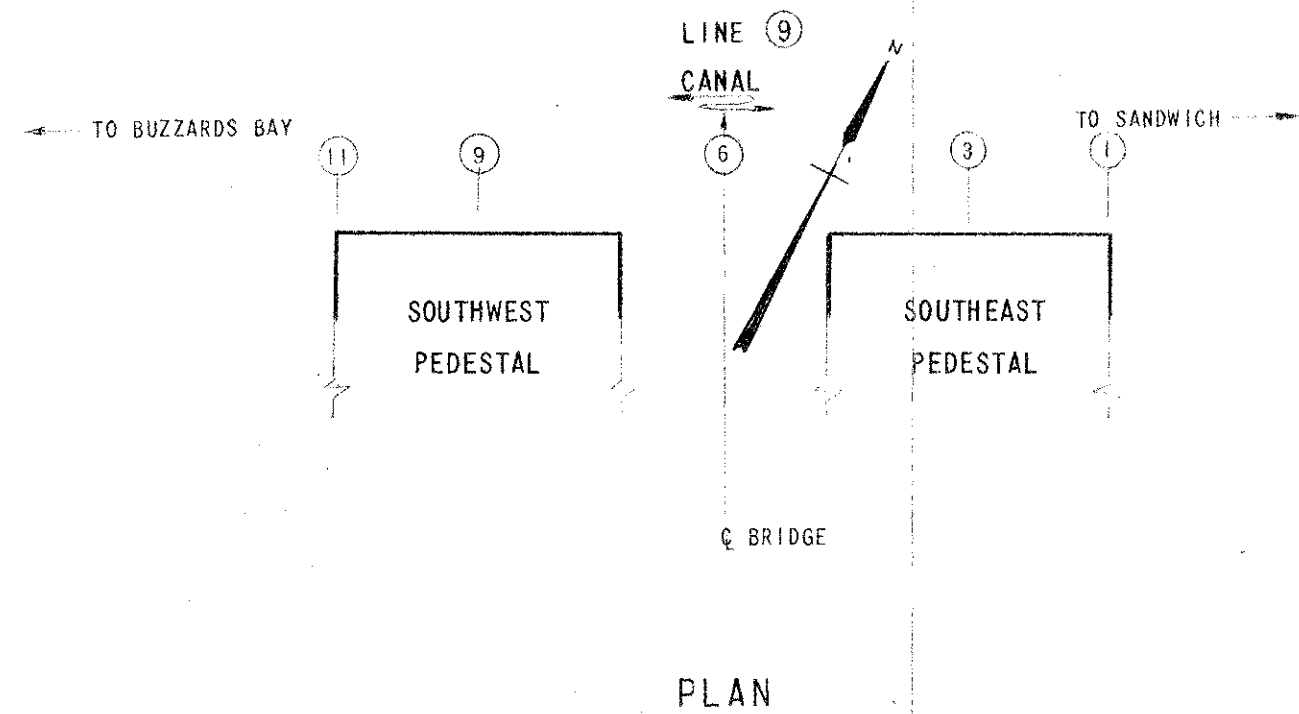 LINE 9
CANAL
N
TO BUZZARDS BAY
TO SANDWICH
11
9
6
3
1
SOUTHWEST
PEDESTAL
SOUTHEAST
PEDESTAL
℄ BRIDGE
PLAN